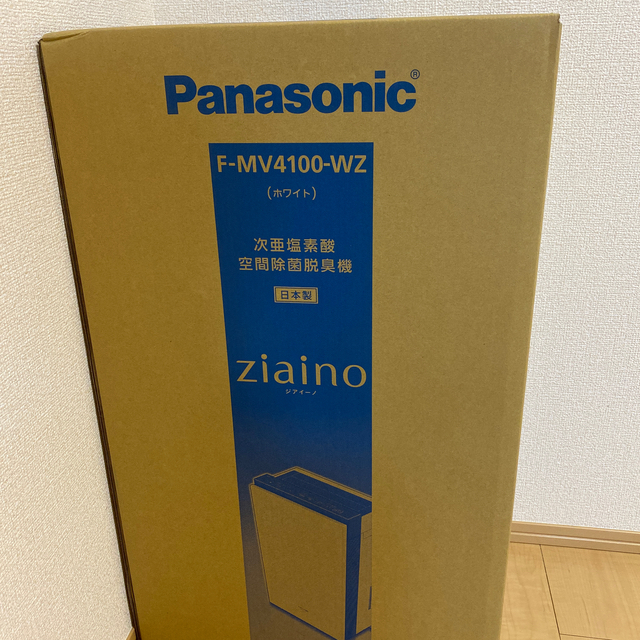 Panasonic®
F-MV4100-WZ
(ホワイト)
次亜塩素酸
空間除菌脱臭機
日本製
ziaino
ジアイーノ